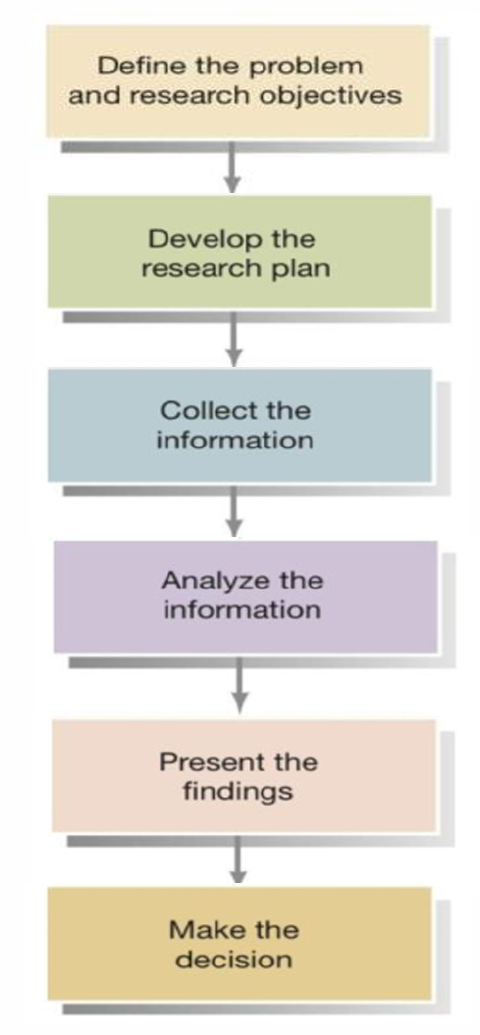 Define the problem
and research objectives
Develop the
research plan
Collect the
information
Analyze the
information
Present the
findings
Make the
decision